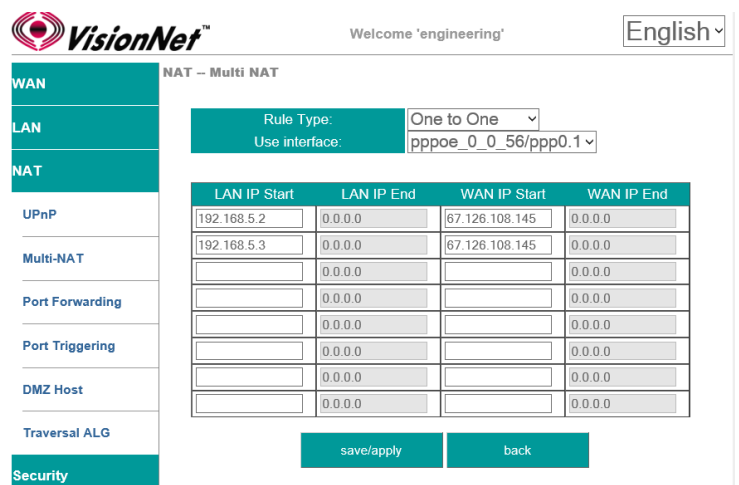 VisionNet™
Welcome 'engineering'
English
WAN
LAN
NAT
UPnP
Multi-NAT
Port Forwarding
Port Triggering
DMZ Host
Traversal ALG
Security
NAT -- Multi NAT
Rule Type: One to One
Use interface: pppoe_0_0_56/ppp0.1
LAN IP Start LAN IP End WAN IP Start WAN IP End
192.168.5.2 0.0.0.0 67.126.108.145 0.0.0.0
192.168.5.3 0.0.0.0 67.126.108.145 0.0.0.0
0.0.0.0 0.0.0.0
0.0.0.0 0.0.0.0
0.0.0.0 0.0.0.0
0.0.0.0 0.0.0.0
0.0.0.0 0.0.0.0
0.0.0.0 0.0.0.0
save/apply back